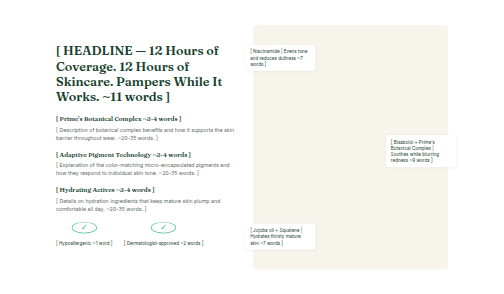 [ HEADLINE — 12 Hours of
Coverage. 12 Hours of
Skincare. Pampers While It
Works. ~11 words ]
[ Prime's Botanical Complex ~2–4 words ]
[ Description of botanical complex benefits and how it supports the skin
barrier throughout wear. ~20–35 words. ]
[ Adaptive Pigment Technology ~2–4 words ]
[ Explanation of the color-matching micro-encapsulated pigments and
how they respond to individual skin tone. ~25–35 words. ]
[ Hydrating Actives ~2–4 words ]
[ Details on hydration ingredients that keep mature skin plump and
comfortable all day. ~20–35 words. ]
✓ ✓
[ Hypoallergenic ~1 word ] [ Dermatologist-approved ~2 words ]
[ Niacinamide | Evens tone
and reduces dullness ~7
words ]
[ Bisabolol + Prime's
Botanical Complex |
Soothes while blurring
redness ~9 words ]
[ Jojoba oil + Squalene |
Hydrates thirsty mature
skin ~7 words ]